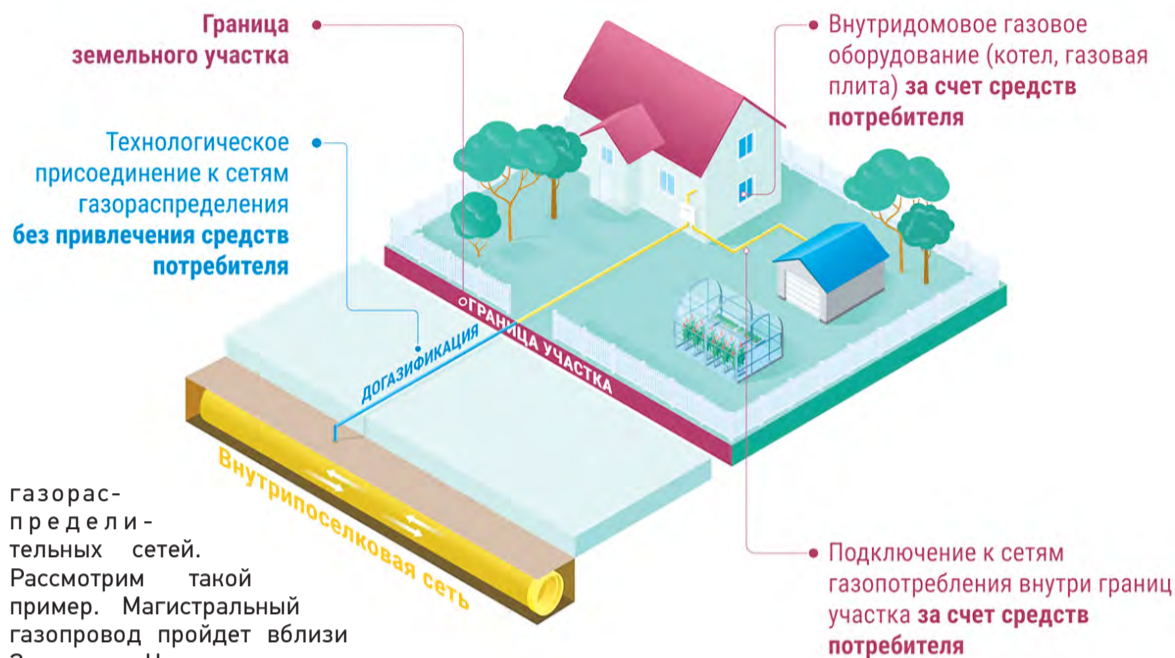 Граница
земельного участка
Технологическое
присоединение к сетям
газораспределения
без привлечения средств
потребителя
Внутридомовое газовое
оборудование (котел, газовая
плита) за счет средств
потребителя
ГРАНИЦА УЧАСТКА
ДОГАЗИФИКАЦИЯ
Внутрипоселковая сеть
Подключение к сетям
газопотребления внутри границ
участка за счет средств
потребителя
газорас-
предели-
тельных сетей.
Рассмотрим такой
пример. Магистральный
газопровод пройдет вблизи